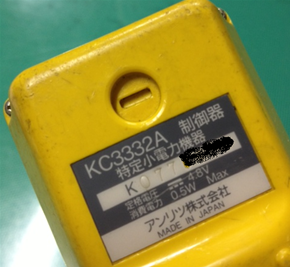 KC3332A 制御器
特定小電力機器
K 077
定格電圧 ⎓ 4.8V
消費電力 0.5W Max
アンリツ株式会社
MADE IN JAPAN